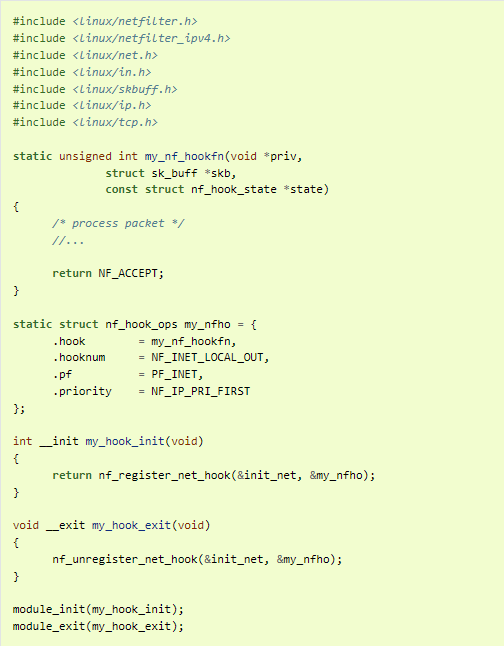 #include <linux/netfilter.h>
#include <linux/netfilter_ipv4.h>
#include <linux/net.h>
#include <linux/in.h>
#include <linux/skbuff.h>
#include <linux/ip.h>
#include <linux/tcp.h>

static unsigned int my_nf_hookfn(void *priv,
              struct sk_buff *skb,
              const struct nf_hook_state *state)
{
      /* process packet */
      //...

      return NF_ACCEPT;
}

static struct nf_hook_ops my_nfho = {
      .hook        = my_nf_hookfn,
      .hooknum     = NF_INET_LOCAL_OUT,
      .pf          = PF_INET,
      .priority    = NF_IP_PRI_FIRST
};

int __init my_hook_init(void)
{
      return nf_register_net_hook(&init_net, &my_nfho);
}

void __exit my_hook_exit(void)
{
      nf_unregister_net_hook(&init_net, &my_nfho);
}

module_init(my_hook_init);
module_exit(my_hook_exit);